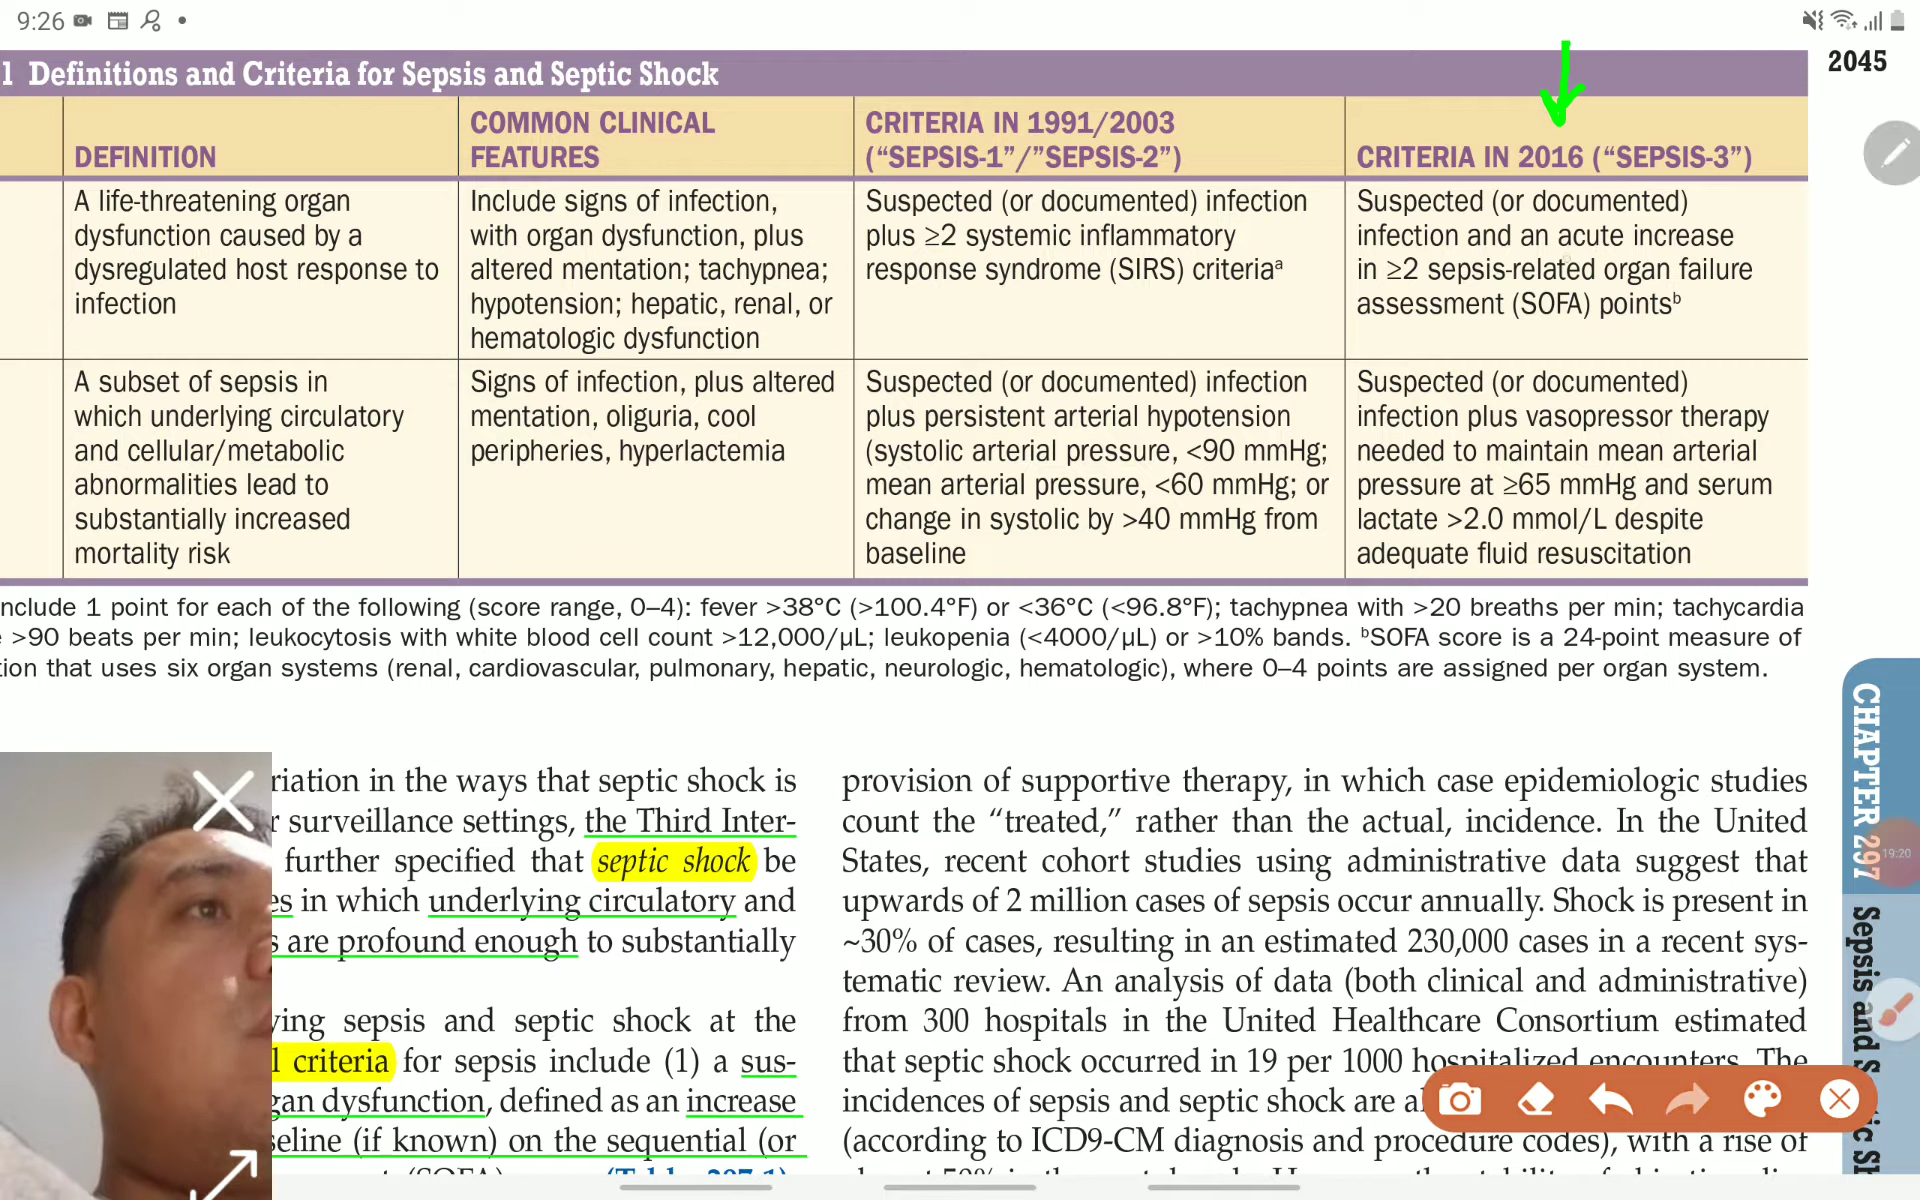 9:26
1 Definitions and Criteria for Sepsis and Septic Shock
2045
DEFINITION
COMMON CLINICAL
FEATURES
CRITERIA IN 1991/2003
(“SEPSIS-1”/”SEPSIS-2”)
CRITERIA IN 2016 (“SEPSIS-3”)
A life-threatening organ
dysfunction caused by a
dysregulated host response to
infection
Include signs of infection,
with organ dysfunction, plus
altered mentation; tachypnea;
hypotension; hepatic, renal, or
hematologic dysfunction
Suspected (or documented) infection
plus ≥2 systemic inflammatory
response syndrome (SIRS) criteriaᵃ
Suspected (or documented)
infection and an acute increase
in ≥2 sepsis-related organ failure
assessment (SOFA) pointsᵇ
A subset of sepsis in
which underlying circulatory
and cellular/metabolic
abnormalities lead to
substantially increased
mortality risk
Signs of infection, plus altered
mentation, oliguria, cool
peripheries, hyperlactemia
Suspected (or documented) infection
plus persistent arterial hypotension
(systolic arterial pressure, <90 mmHg;
mean arterial pressure, <60 mmHg; or
change in systolic by >40 mmHg from
baseline
Suspected (or documented)
infection plus vasopressor therapy
needed to maintain mean arterial
pressure at ≥65 mmHg and serum
lactate >2.0 mmol/L despite
adequate fluid resuscitation
nclude 1 point for each of the following (score range, 0–4): fever >38°C (>100.4°F) or <36°C (<96.8°F); tachypnea with >20 breaths per min; tachycardia
>90 beats per min; leukocytosis with white blood cell count >12,000/μL; leukopenia (<4000/μL) or >10% bands. ᵇSOFA score is a 24-point measure of
tion that uses six organ systems (renal, cardiovascular, pulmonary, hepatic, neurologic, hematologic), where 0–4 points are assigned per organ system.
riation in the ways that septic shock is
r surveillance settings, the Third Inter-
further specified that septic shock be
es in which underlying circulatory and
s are profound enough to substantially
ying sepsis and septic shock at the
l criteria for sepsis include (1) a sus-
gan dysfunction, defined as an increase
seline (if known) on the sequential (or
provision of supportive therapy, in which case epidemiologic studies
count the “treated,” rather than the actual, incidence. In the United
States, recent cohort studies using administrative data suggest that
upwards of 2 million cases of sepsis occur annually. Shock is present in
~30% of cases, resulting in an estimated 230,000 cases in a recent sys-
tematic review. An analysis of data (both clinical and administrative)
from 300 hospitals in the United Healthcare Consortium estimated
that septic shock occurred in 19 per 1000 hospitalized encounters. The
incidences of sepsis and septic shock are al
(according to ICD9-CM diagnosis and procedure codes), with a rise of
CHAPTER 297
19:20
Sepsis and S